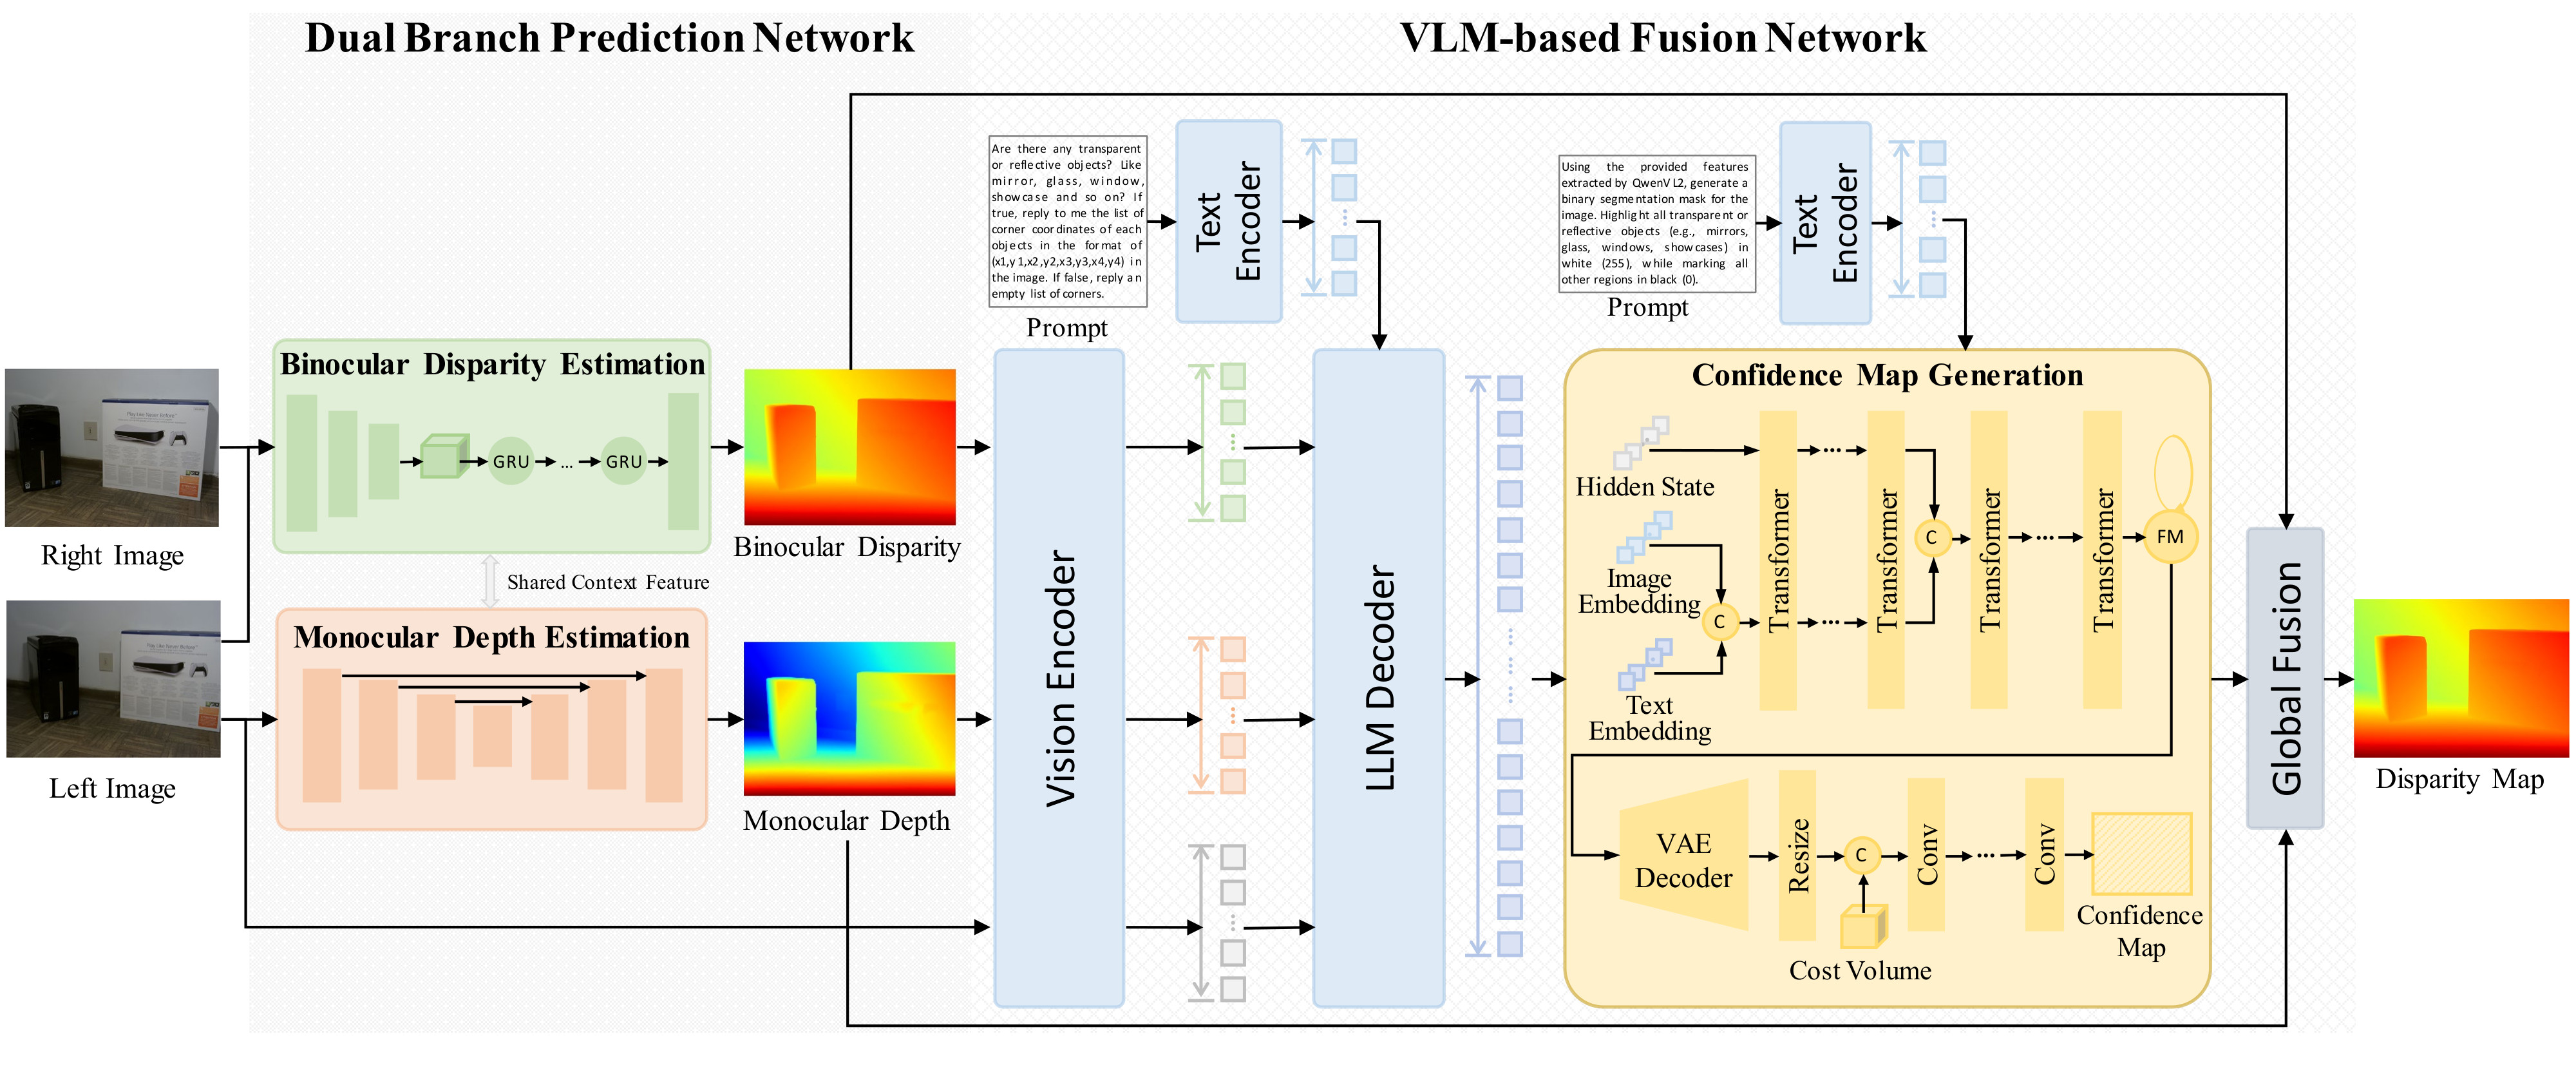 Dual Branch Prediction Network
VLM-based Fusion Network
Are there any transparent
or reflective objects? Like
mirror, glass, window,
showcase and so on? If
true, reply to me the list of
corner coordinates of each
objects in the format of
(x1,y1,x2,y2,x3,y3,x4,y4) in
the image. If false, reply an
empty list of corners.
Prompt
Text
Encoder
Using the provided features
extracted by QwenVL2, generate a
binary segmentation mask for the
image. Highlight all transparent or
reflective objects (e.g., mirrors,
glass, windows, showcases) in
white (255), while marking all
other regions in black (0).
Prompt
Text
Encoder
Binocular Disparity Estimation
GRU
...
GRU
Right Image
Binocular Disparity
Shared Context Feature
Monocular Depth Estimation
Left Image
Monocular Depth
Vision Encoder
LLM Decoder
Confidence Map Generation
Hidden State
Image
Embedding
Text
Embedding
C
Transformer
Transformer
C
Transformer
Transformer
FM
VAE
Decoder
Resize
C
Cost Volume
Conv
Conv
Confidence
Map
Global Fusion
Disparity Map